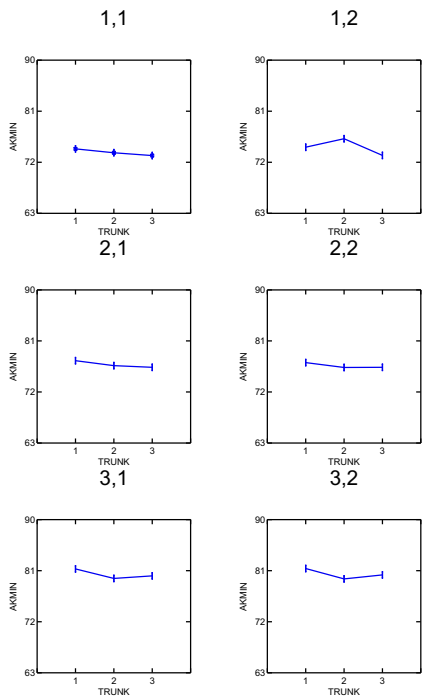 1,1 1,2
90 90
81 81
AKMIN AKMIN
72 72
63 63
1 2 3 1 2 3
TRUNK TRUNK
2,1 2,2
90 90
81 81
AKMIN AKMIN
72 72
63 63
1 2 3 1 2 3
TRUNK TRUNK
3,1 3,2
90 90
81 81
AKMIN AKMIN
72 72
63 63
1 2 3 1 2 3
TRUNK TRUNK